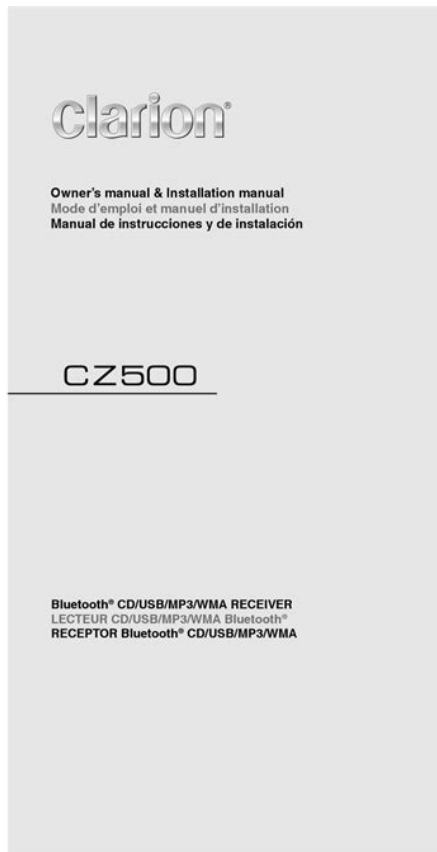 clarion®
Owner's manual & Installation manual
Mode d'emploi et manuel d'installation
Manual de instrucciones y de instalación
CZ500
Bluetooth® CD/USB/MP3/WMA RECEIVER
LECTEUR CD/USB/MP3/WMA Bluetooth®
RECEPTOR Bluetooth® CD/USB/MP3/WMA